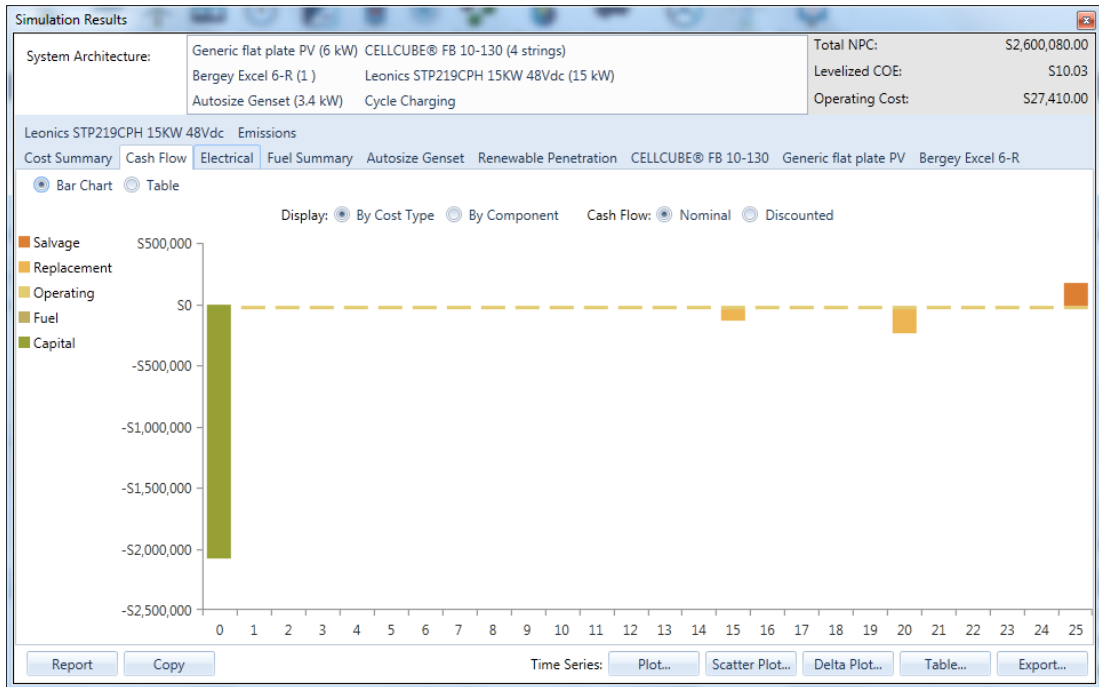 Simulation Results
System Architecture:
Generic flat plate PV (6 kW) CELLCUBE® FB 10-130 (4 strings)
Bergey Excel 6-R (1 ) Leonics STP219CPH 15KW 48Vdc (15 kW)
Autosize Genset (3.4 kW) Cycle Charging
Total NPC: $2,600,080.00
Levelized COE: $10.03
Operating Cost: $27,410.00
Leonics STP219CPH 15KW 48Vdc Emissions
Cost Summary Cash Flow Electrical Fuel Summary Autosize Genset Renewable Penetration CELLCUBE® FB 10-130 Generic flat plate PV Bergey Excel 6-R
Bar Chart Table
Display: By Cost Type By Component Cash Flow: Nominal Discounted
Salvage
Replacement
Operating
Fuel
Capital
$500,000
$0
-$500,000
-$1,000,000
-$1,500,000
-$2,000,000
-$2,500,000
0 1 2 3 4 5 6 7 8 9 10 11 12 13 14 15 16 17 18 19 20 21 22 23 24 25
Report Copy Time Series: Plot... Scatter Plot... Delta Plot... Table... Export...